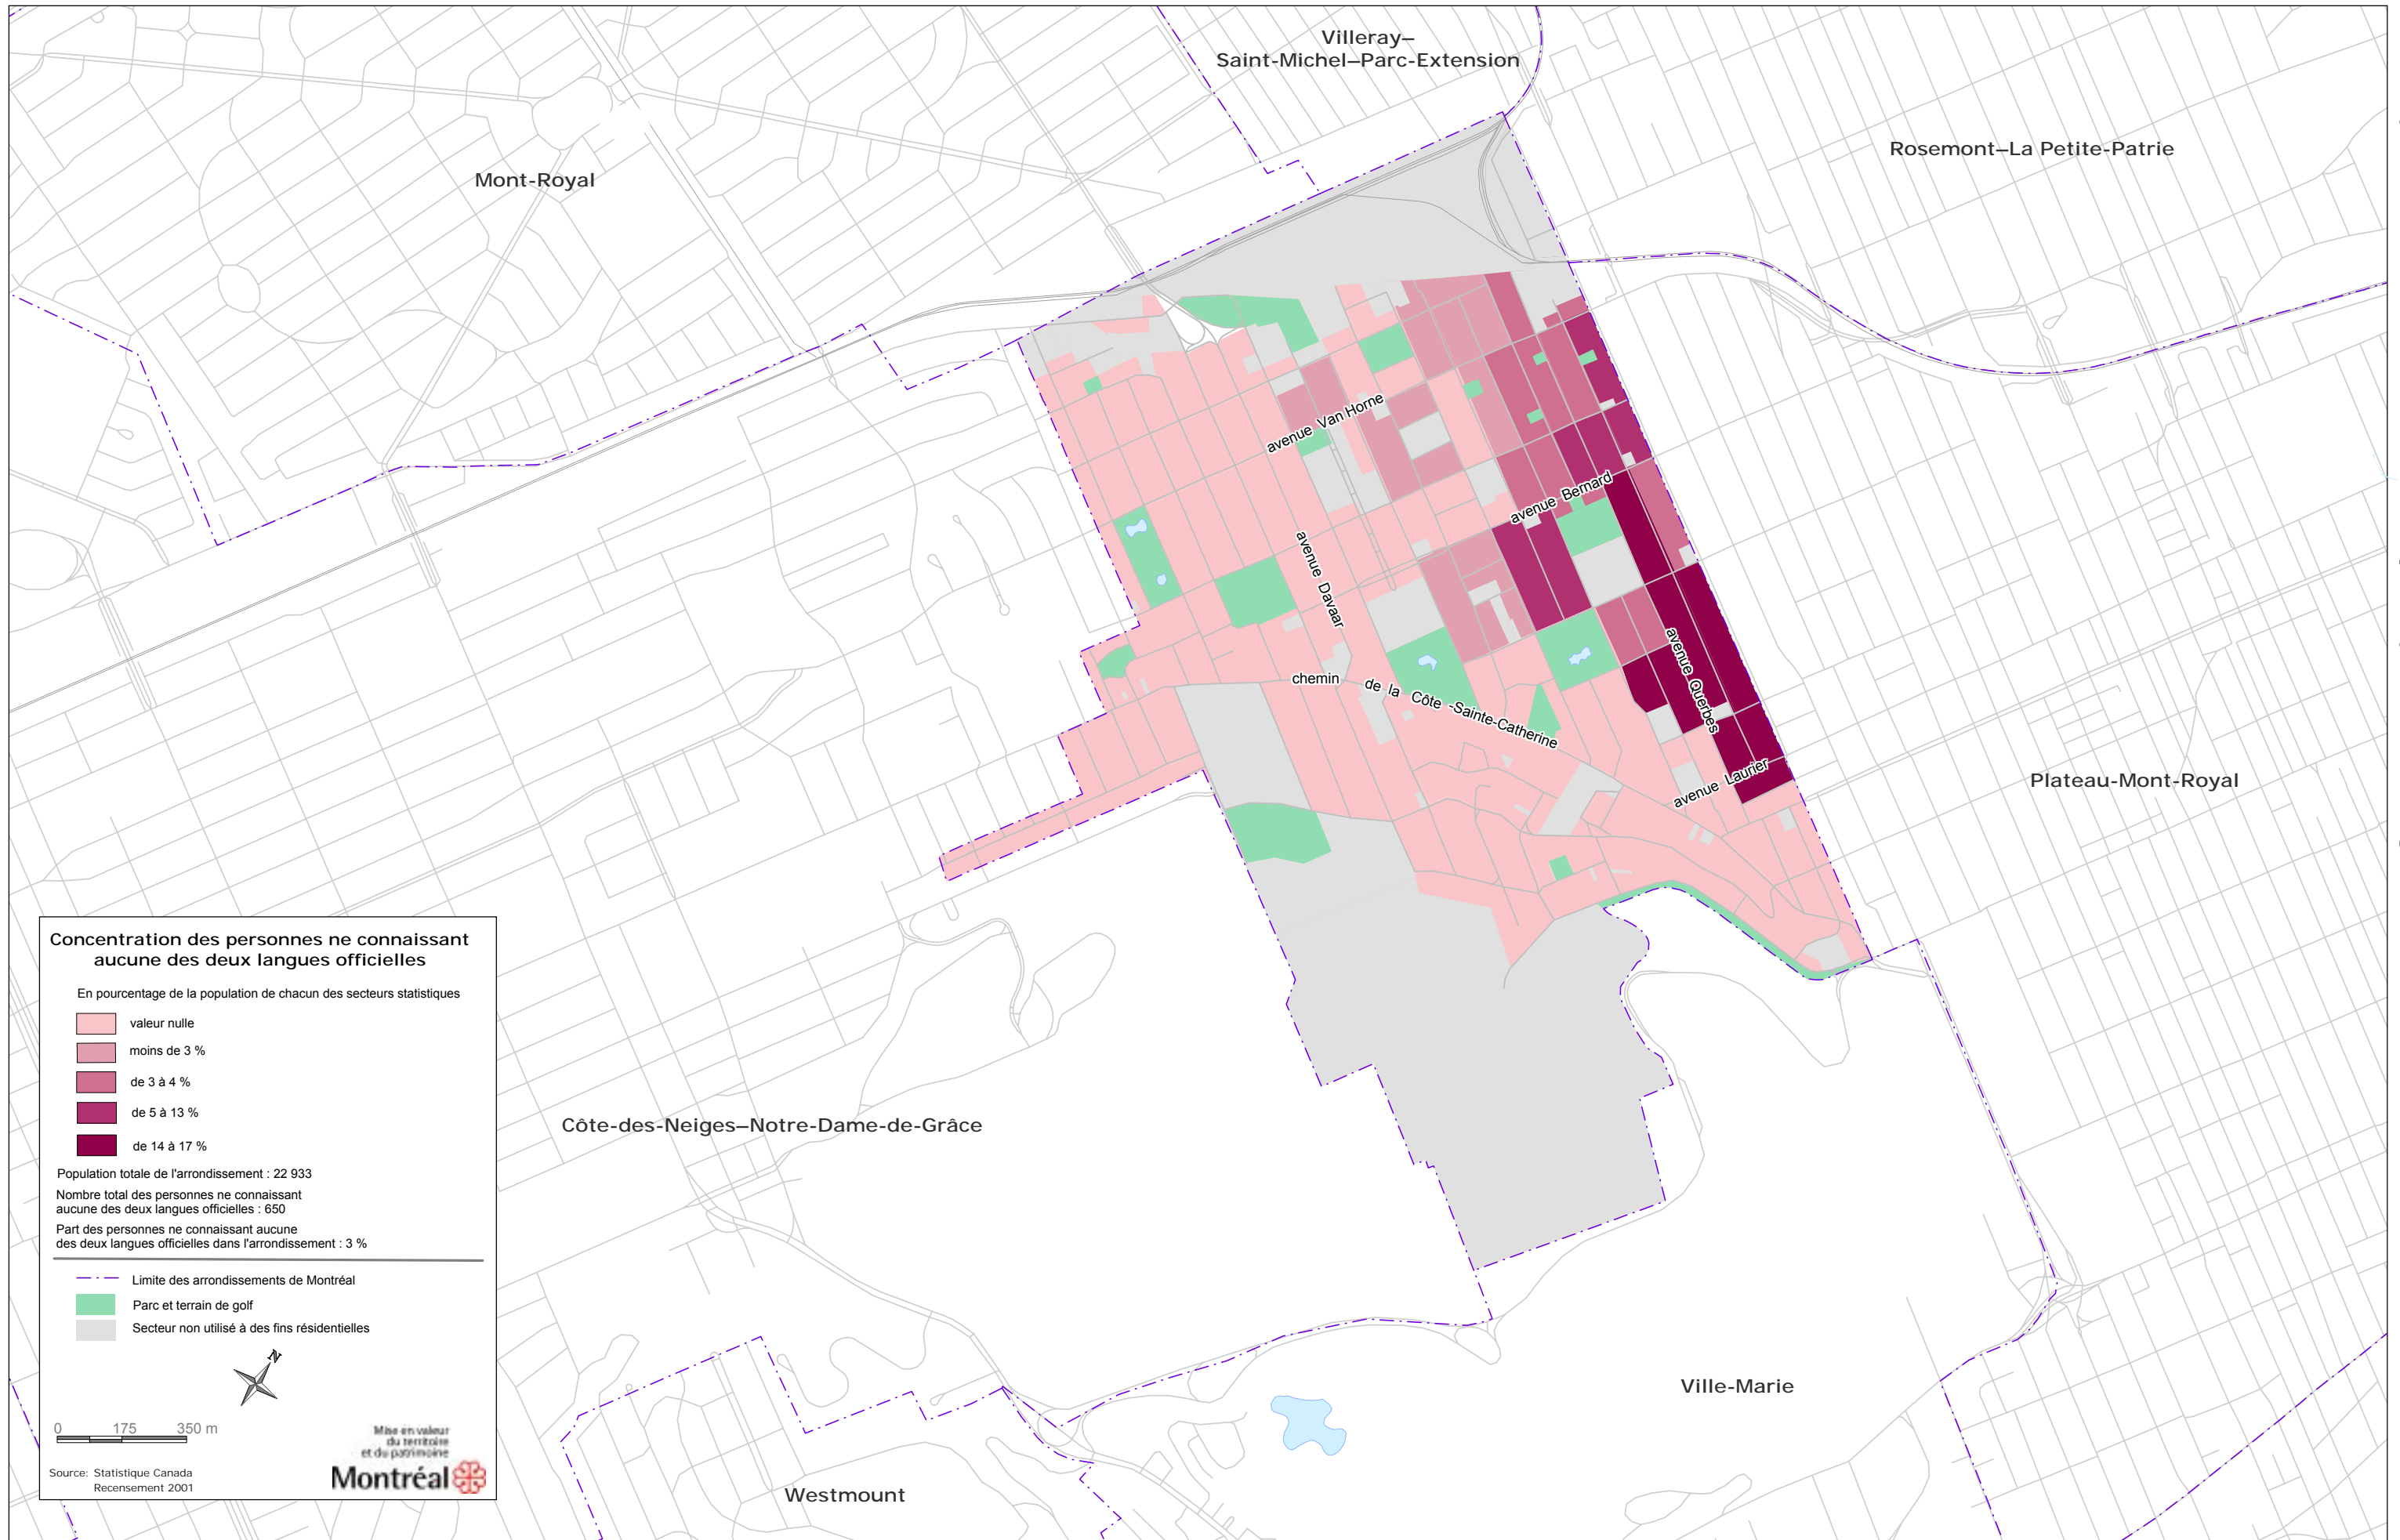 Villeray–
Saint-Michel–Parc-Extension
Rosemont–La Petite-Patrie
Mont-Royal
avenue Van Horne
avenue Bernard
avenue Davaar
avenue Querbes
chemin de la Côte -Sainte-Catherine
avenue Laurier
Plateau-Mont-Royal
Côte-des-Neiges–Notre-Dame-de-Grâce
Ville-Marie
Westmount
Concentration des personnes ne connaissant
aucune des deux langues officielles
En pourcentage de la population de chacun des secteurs statistiques
valeur nulle
moins de 3 %
de 3 à 4 %
de 5 à 13 %
de 14 à 17 %
Population totale de l'arrondissement : 22 933
Nombre total des personnes ne connaissant
aucune des deux langues officielles : 650
Part des personnes ne connaissant aucune
des deux langues officielles dans l'arrondissement : 3 %
Limite des arrondissements de Montréal
Parc et terrain de golf
Secteur non utilisé à des fins résidentielles
N
0 175 350 m
Mise en valeur
du territoire
et du patrimoine
Montréal
Source: Statistique Canada
Recensement 2001